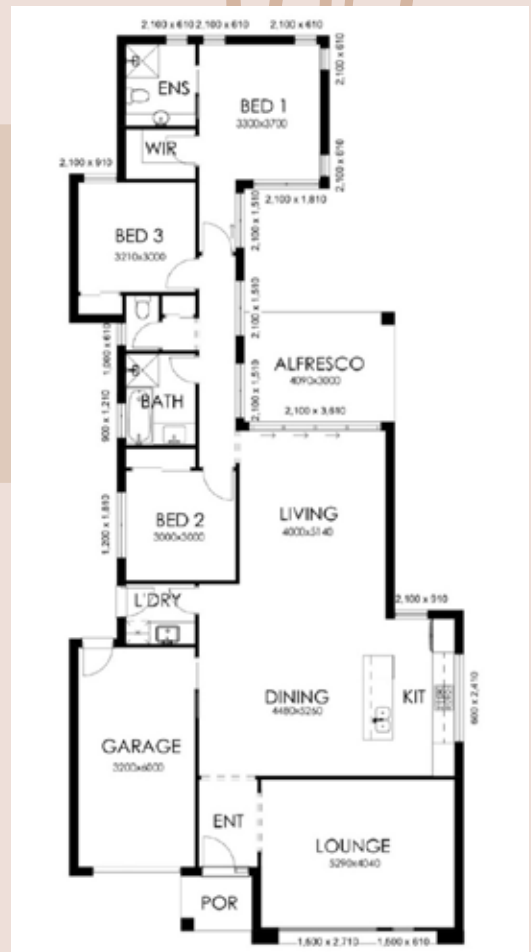 2,100 x 610 2,100 x 610 2,100 x 610
2,100 x 610
ENS
BED 1
3300x3700
WIR
2,100 x 610
2,100 x 910
2,100 x 1,810
BED 3
3210x3000
2,100 x 1,510
2,100 x 1,510
1,000 x 610
ALFRESCO
4090x3000
2,100 x 1,510
BATH
900 x 1,210
2,100 x 3,610
LIVING
4000x5140
BED 2
3000x3000
1,200 x 1,810
L'DRY
2,100 x 910
DINING
4480x5260
KIT
600 x 2,410
GARAGE
3200x6000
ENT
LOUNGE
5290x4040
POR
1,500 x 2,710 1,500 x 610